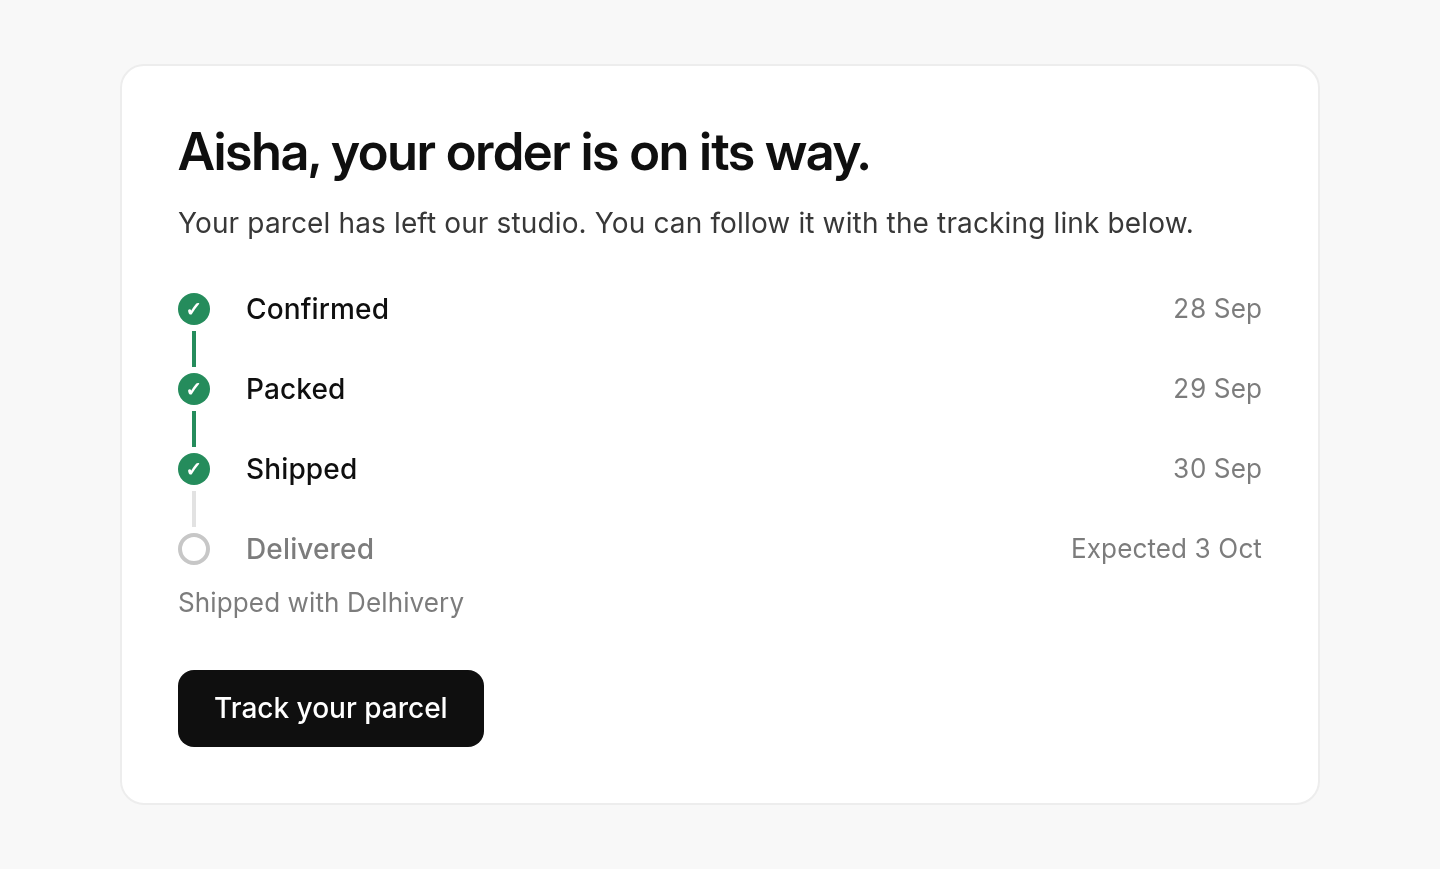 Aisha, your order is on its way.
Your parcel has left our studio. You can follow it with the tracking link below.
✓ Confirmed 28 Sep
✓ Packed 29 Sep
✓ Shipped 30 Sep
Delivered Expected 3 Oct
Shipped with Delhivery
Track your parcel